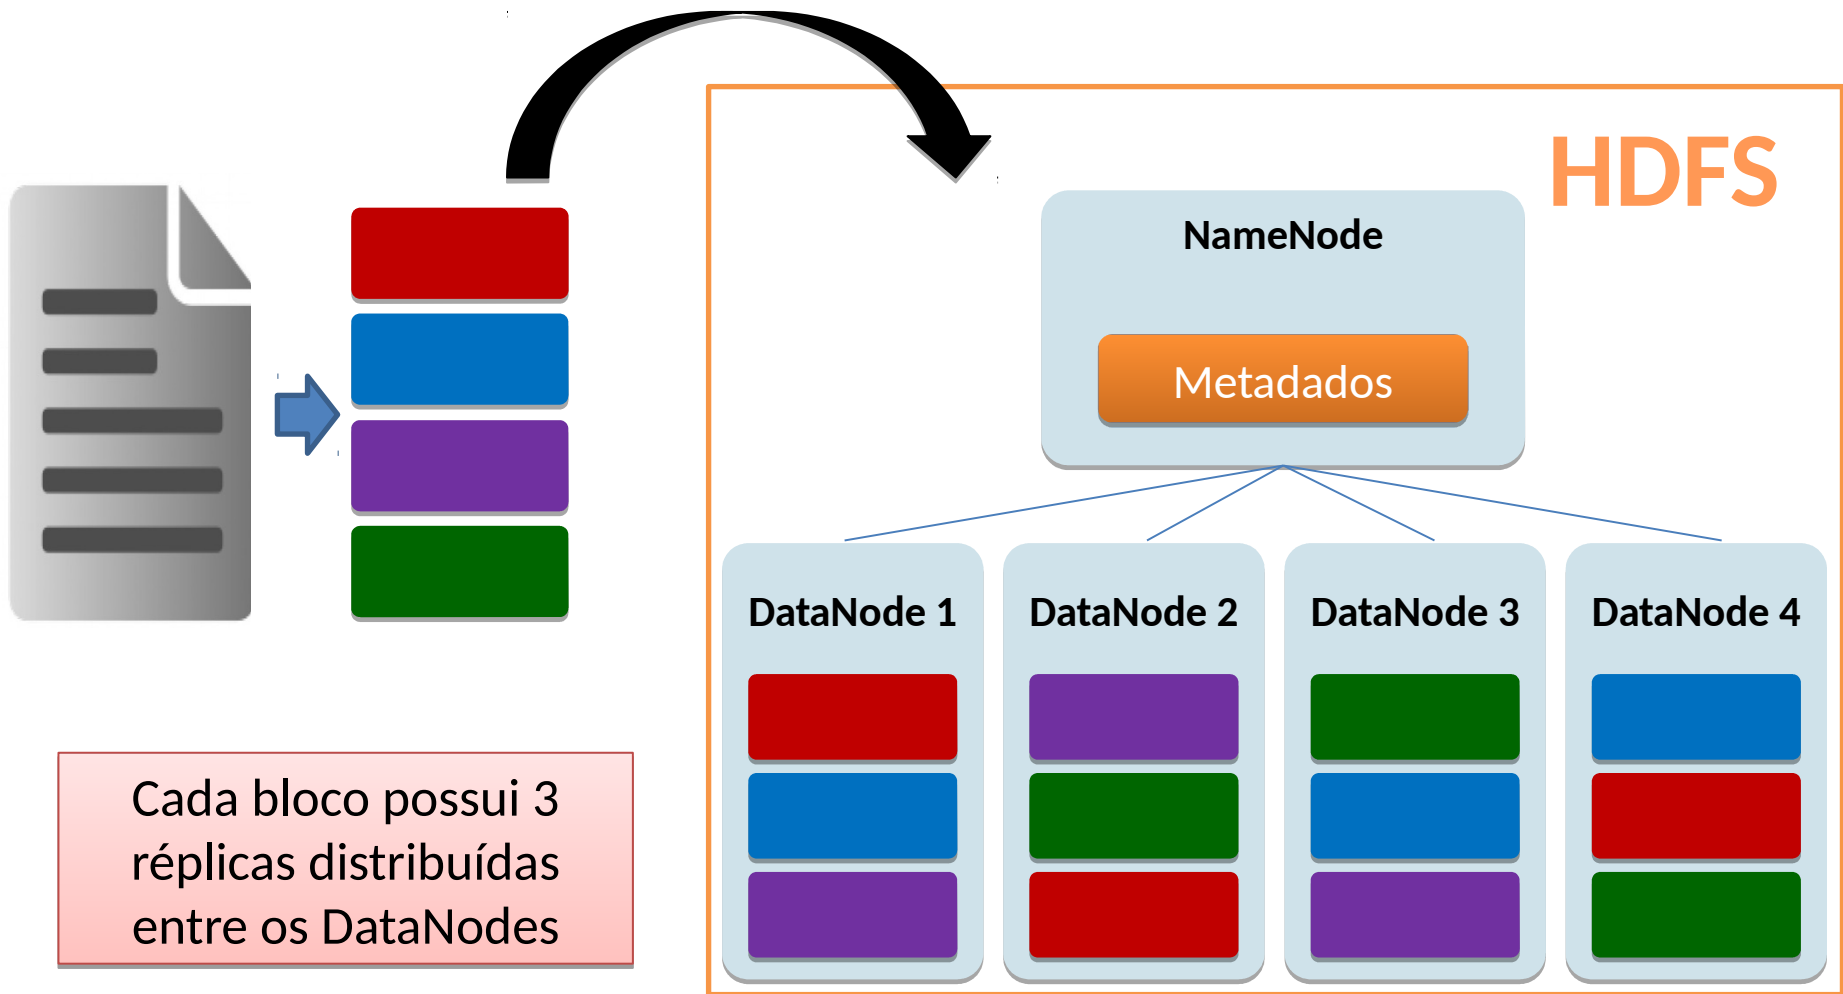 HDFS
NameNode
Metadados
DataNode 1
DataNode 2
DataNode 3
DataNode 4
Cada bloco possui 3
réplicas distribuídas
entre os DataNodes